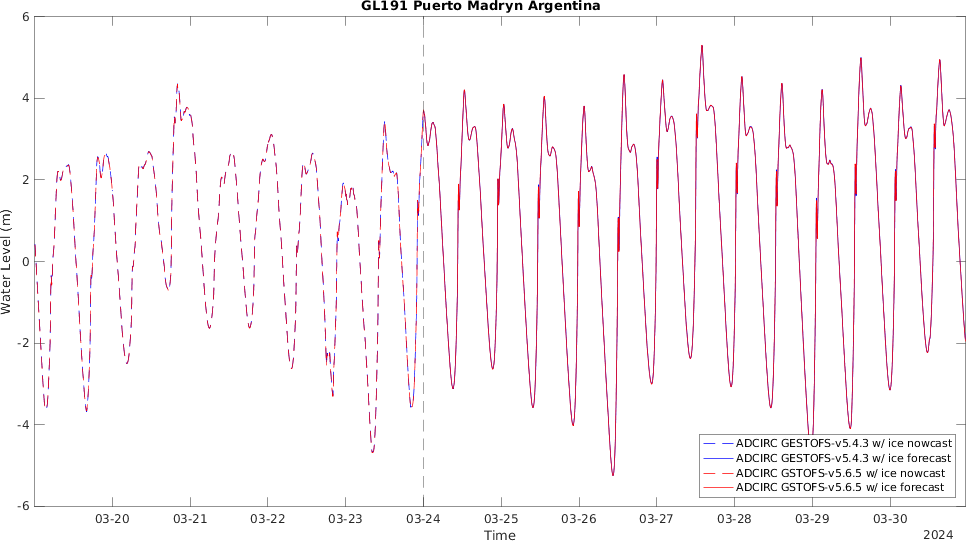 GL191 Puerto Madryn Argentina
6
4
2
0
-2
-4
-6
Water Level (m)
ADCIRC GESTOFS-v5.4.3 w/ ice nowcast
ADCIRC GESTOFS-v5.4.3 w/ ice forecast
ADCIRC GSTOFS-v5.6.5 w/ ice nowcast
ADCIRC GSTOFS-v5.6.5 w/ ice forecast
03-20 03-21 03-22 03-23 03-24 03-25 03-26 03-27 03-28 03-29 03-30
Time
2024